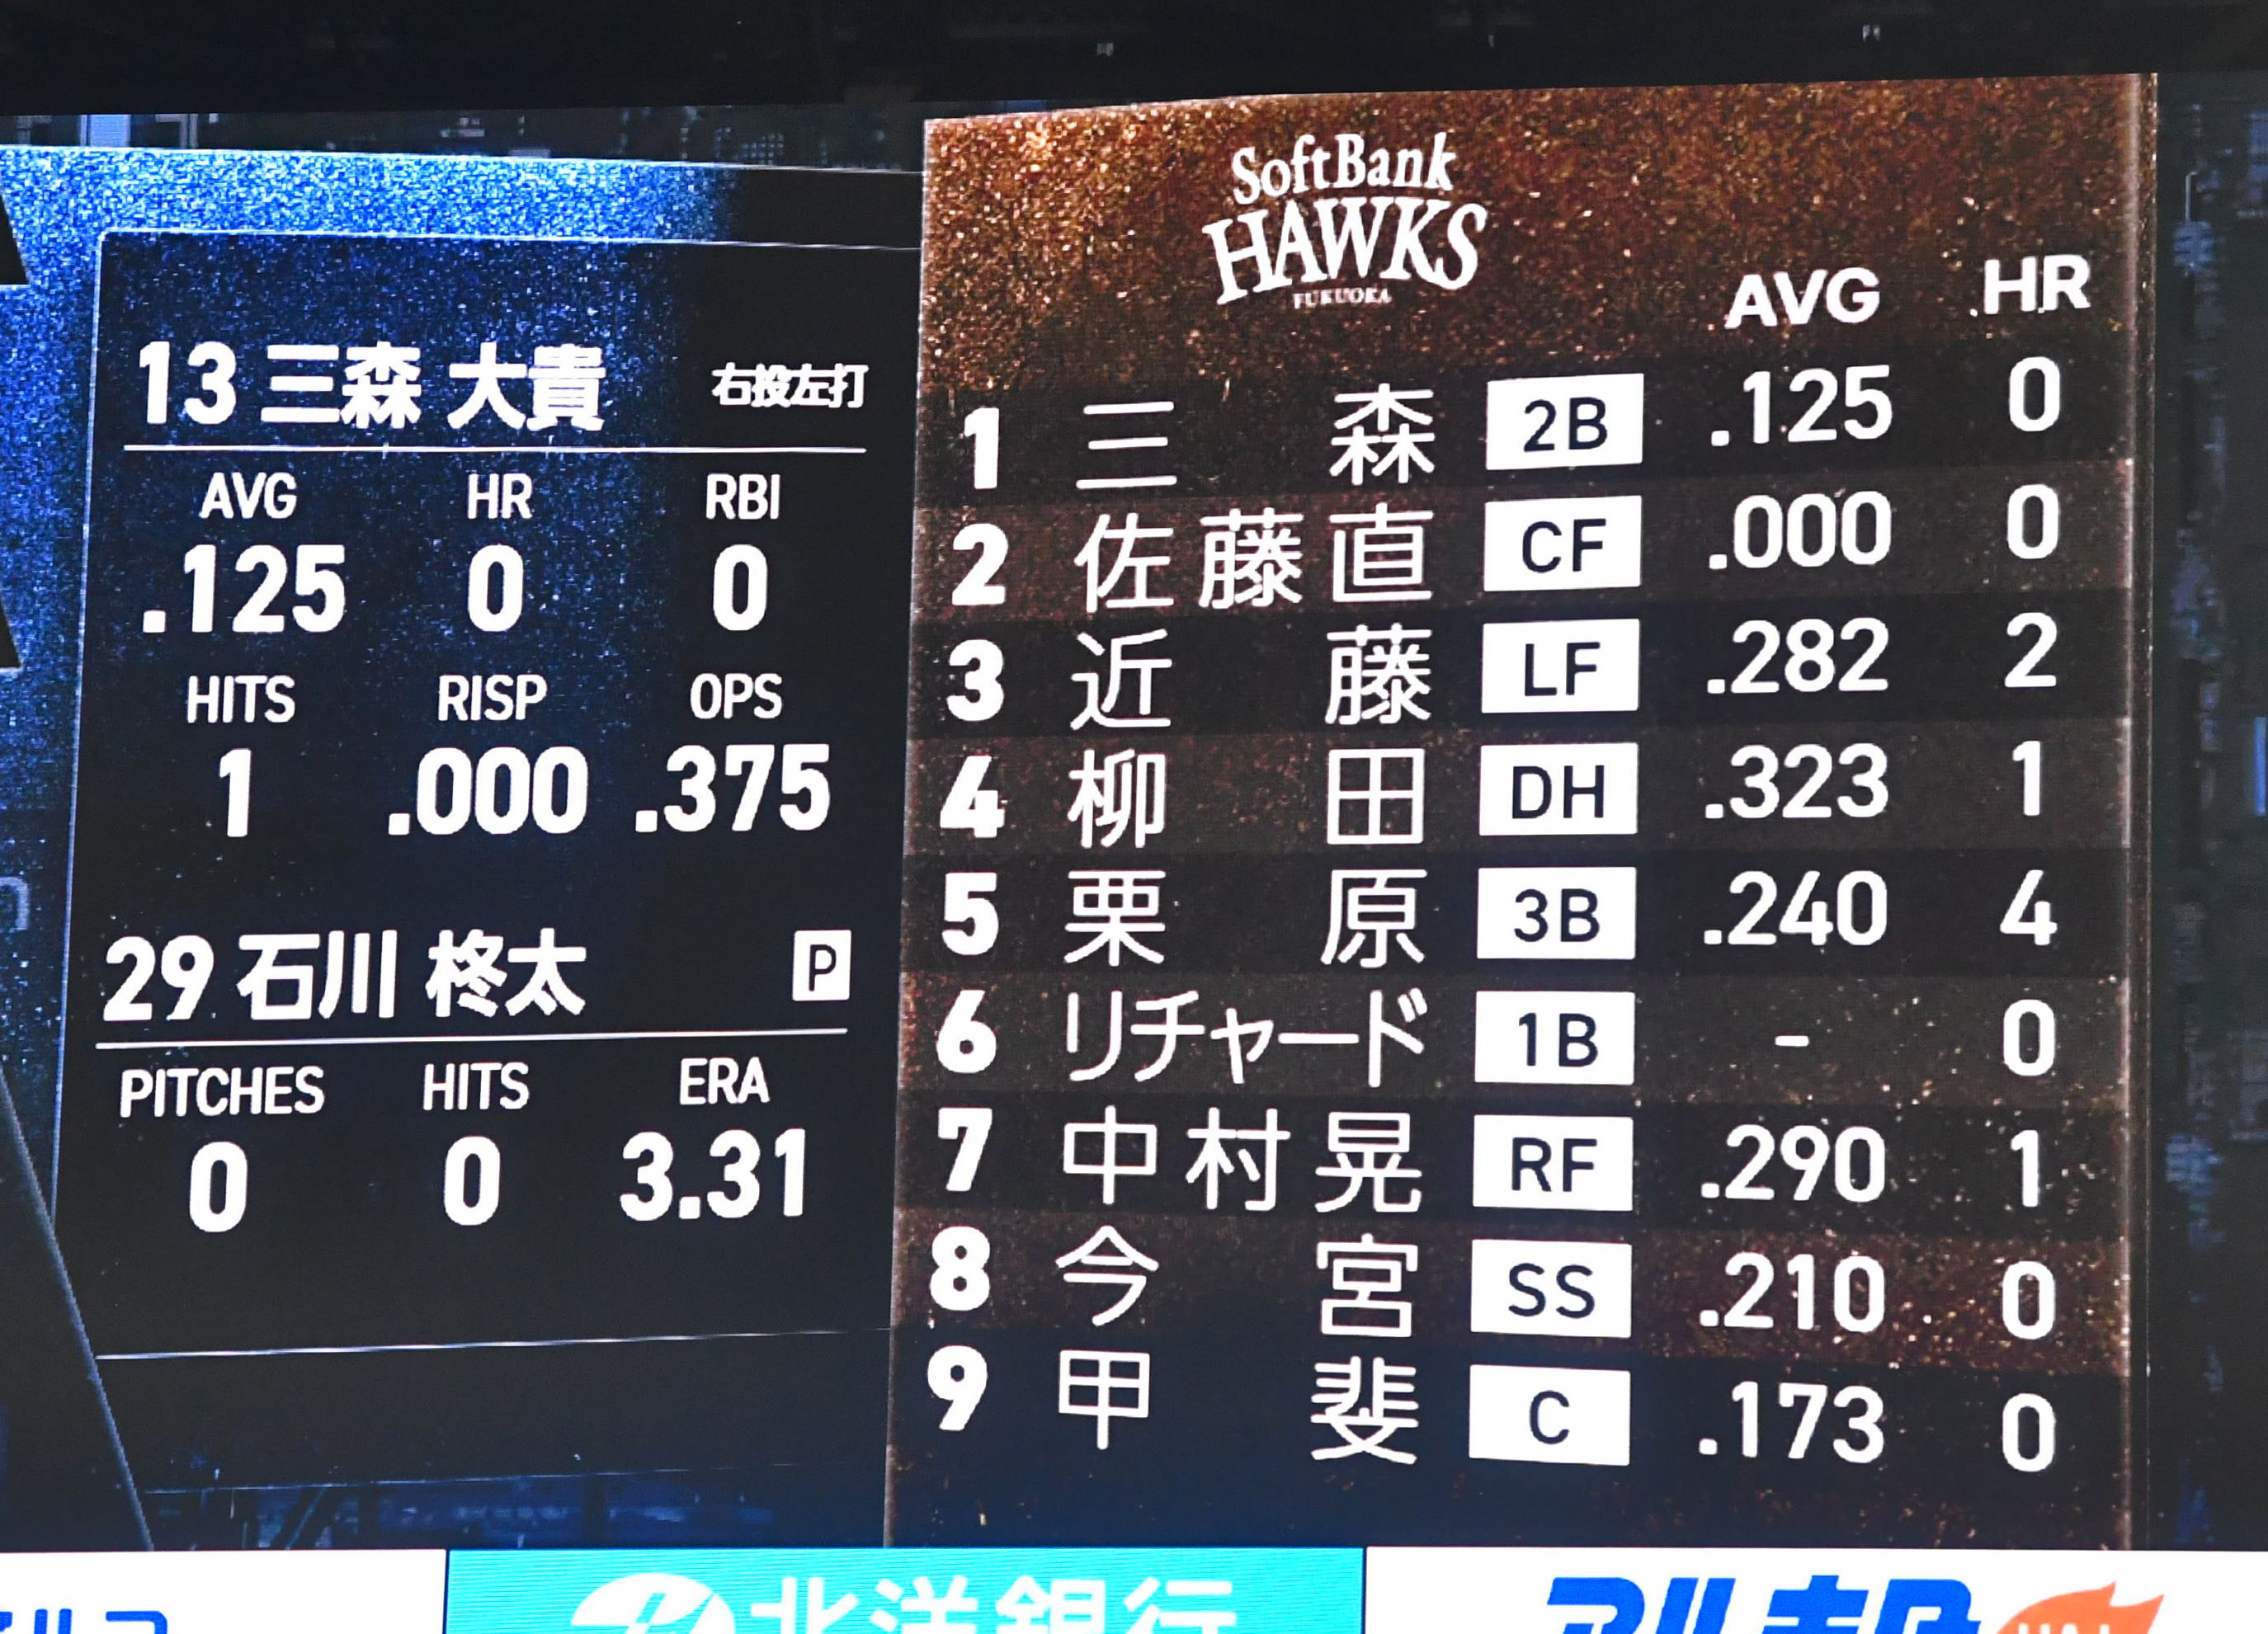 13 三森 大貴 右投左打
AVG HR RBI
.125 0 0
HITS RISP OPS
1 .000 .375
29 石川 柊太 P
PITCHES HITS ERA
0 0 3.31
SoftBank
HAWKS
FUKUOKA
AVG HR
1 三森 2B .125 0
2 佐藤直 CF .000 0
3 近藤 LF .282 2
4 柳田 DH .323 1
5 栗原 3B .240 4
6 リチャード 1B - 0
7 中村晃 RF .290 1
8 今宮 SS .210 0
9 甲斐 C .173 0
北洋銀行